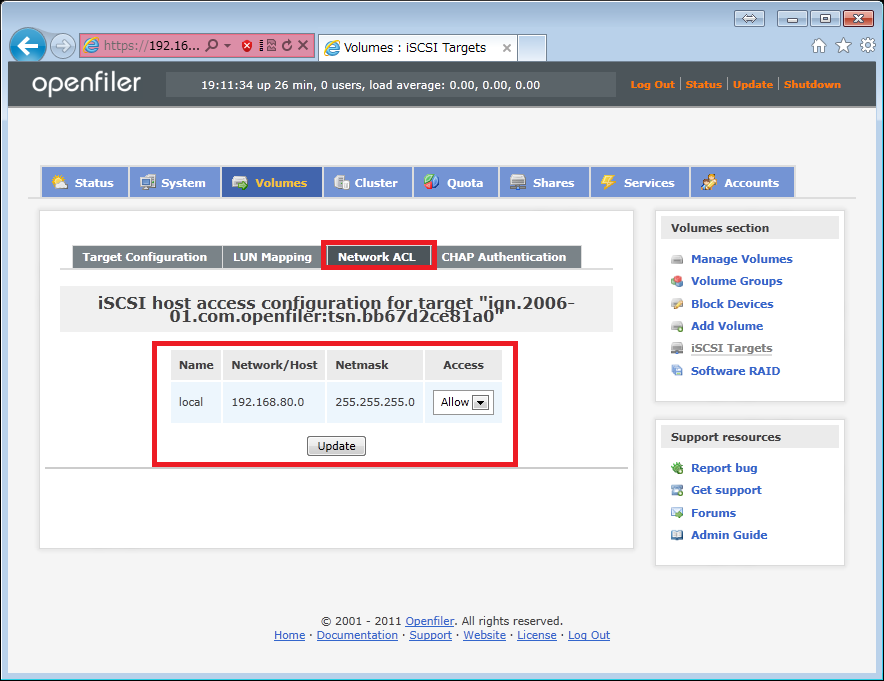 https://192.16...
Volumes : iSCSI Targets
openfiler
19:11:34 up 26 min, 0 users, load average: 0.00, 0.00, 0.00
Log Out | Status | Update | Shutdown
Status
System
Volumes
Cluster
Quota
Shares
Services
Accounts
Target Configuration
LUN Mapping
Network ACL
CHAP Authentication
iSCSI host access configuration for target "iqn.2006-
01.com.openfiler:tsn.bb67d2ce81a0"
Name Network/Host Netmask Access
local 192.168.80.0 255.255.255.0 Allow
Update
Volumes section
Manage Volumes
Volume Groups
Block Devices
Add Volume
iSCSI Targets
Software RAID
Support resources
Report bug
Get support
Forums
Admin Guide
© 2001 - 2011 Openfiler. All rights reserved.
Home · Documentation · Support · Website · License · Log Out